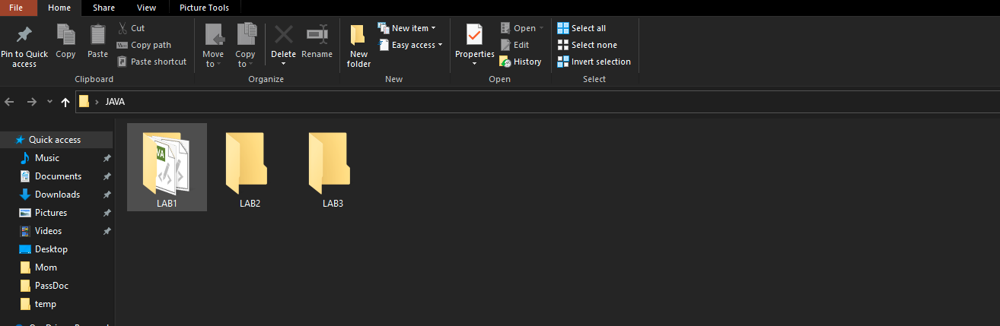 File Home Share View Picture Tools
Pin to Quick access
Copy
Paste
Cut
Copy path
Paste shortcut
Clipboard
Move to
Copy to
Delete
Rename
Organize
New folder
New item
Easy access
New
Properties
Open
Edit
History
Open
Select all
Select none
Invert selection
Select
JAVA
Quick access
Music
Documents
Downloads
Pictures
Videos
Desktop
Mom
PassDoc
temp
LAB1
LAB2
LAB3